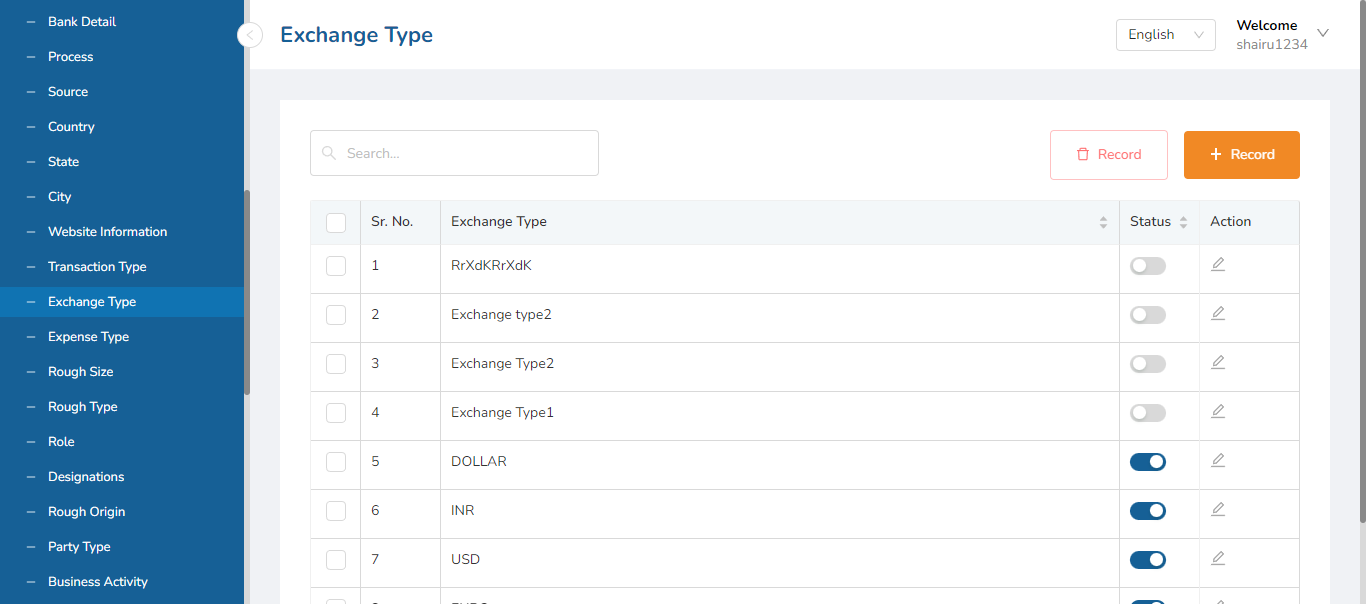 Bank Detail
Process
Source
Country
State
City
Website Information
Transaction Type
Exchange Type
Expense Type
Rough Size
Rough Type
Role
Designations
Rough Origin
Party Type
Business Activity
Exchange Type
English
Welcome
shairu1234
Search...
Record
+ Record
Sr. No. Exchange Type Status Action
1 RrXdKRrXdK
2 Exchange type2
3 Exchange Type2
4 Exchange Type1
5 DOLLAR
6 INR
7 USD